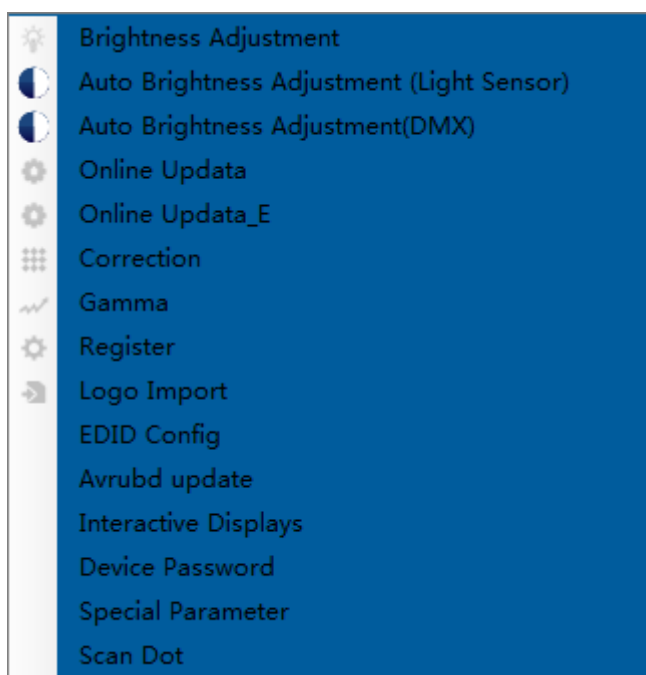 Brightness Adjustment
Auto Brightness Adjustment (Light Sensor)
Auto Brightness Adjustment(DMX)
Online Updata
Online Updata_E
Correction
Gamma
Register
Logo Import
EDID Config
Avrubd update
Interactive Displays
Device Password
Special Parameter
Scan Dot